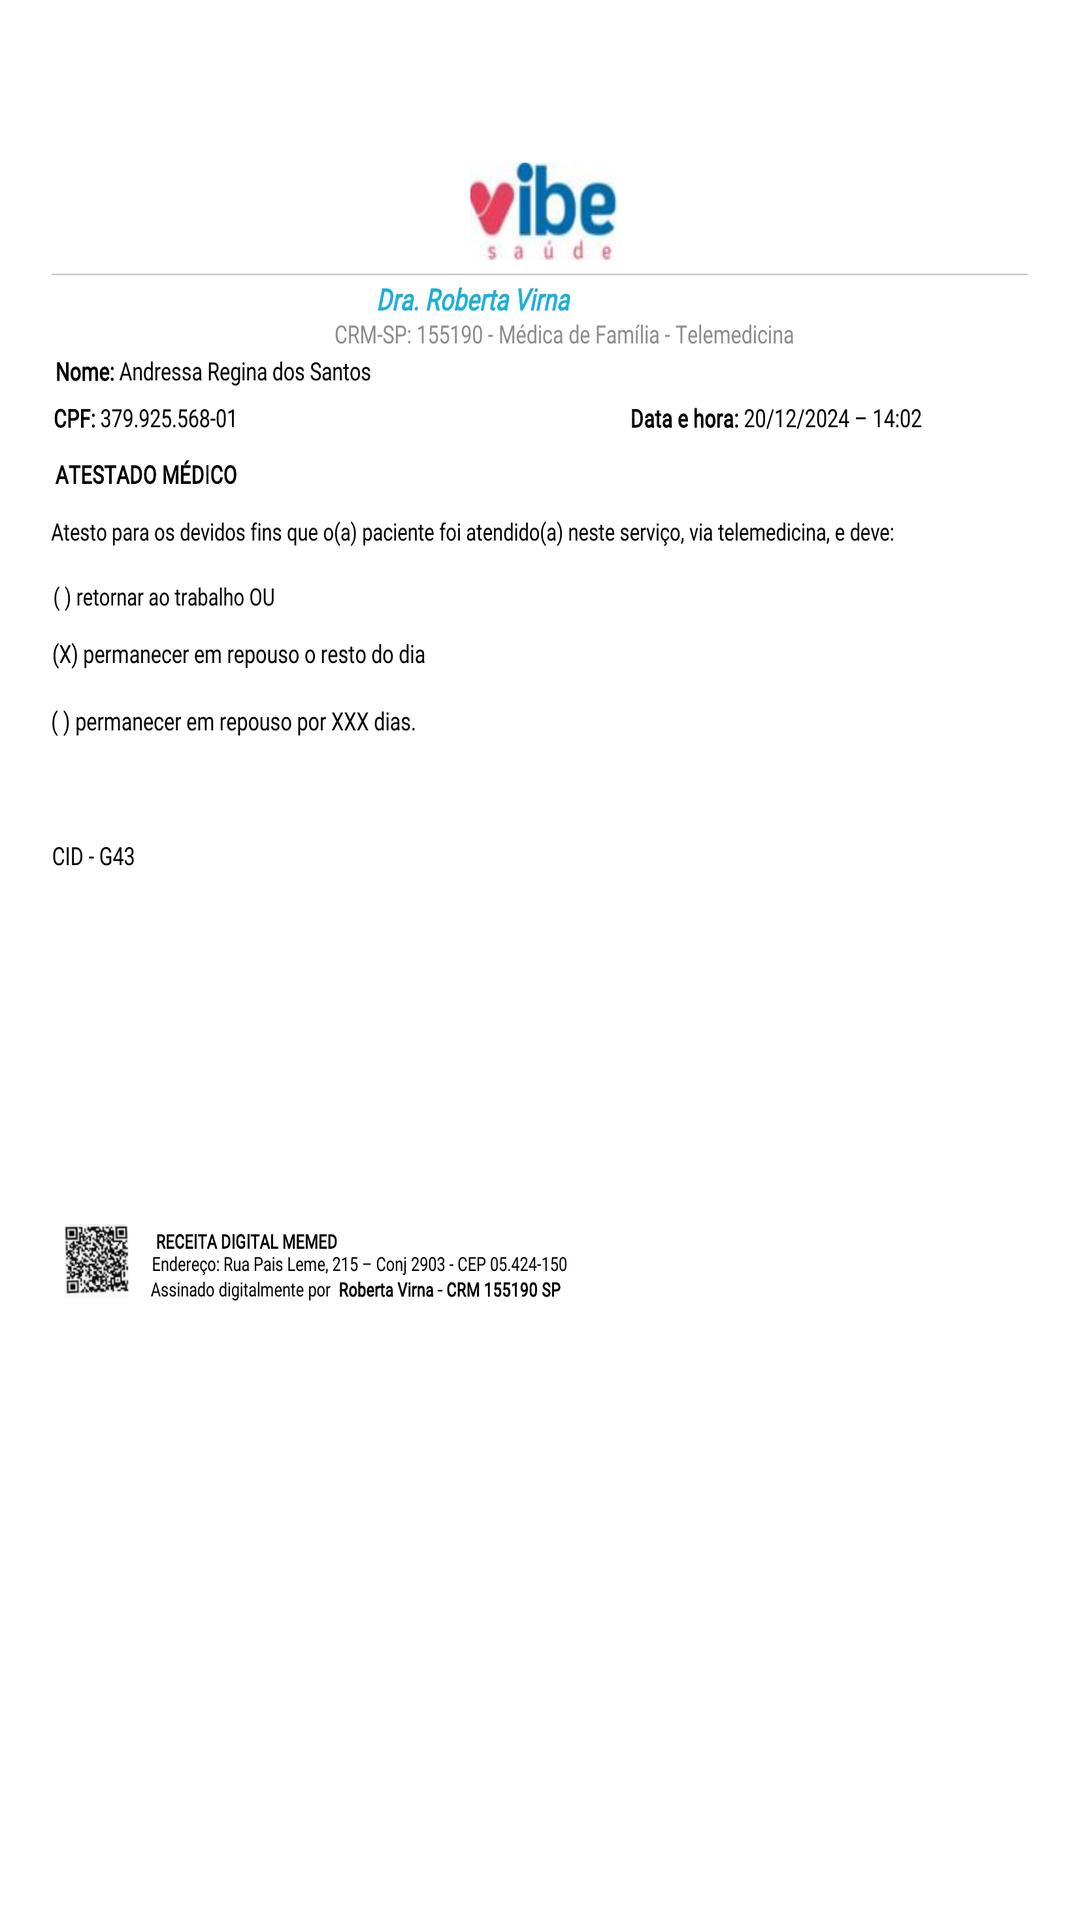 vibe
saúde
Dra. Roberta Virna
CRM-SP: 155190 - Médica de Família - Telemedicina
Nome: Andressa Regina dos Santos
CPF: 379.925.568-01 Data e hora: 20/12/2024 – 14:02
ATESTADO MÉDICO
Atesto para os devidos fins que o(a) paciente foi atendido(a) neste serviço, via telemedicina, e deve:
( ) retornar ao trabalho OU
(X) permanecer em repouso o resto do dia
( ) permanecer em repouso por XXX dias.
CID - G43
RECEITA DIGITAL MEMED
Endereço: Rua Pais Leme, 215 – Conj 2903 - CEP 05.424-150
Assinado digitalmente por Roberta Virna - CRM 155190 SP